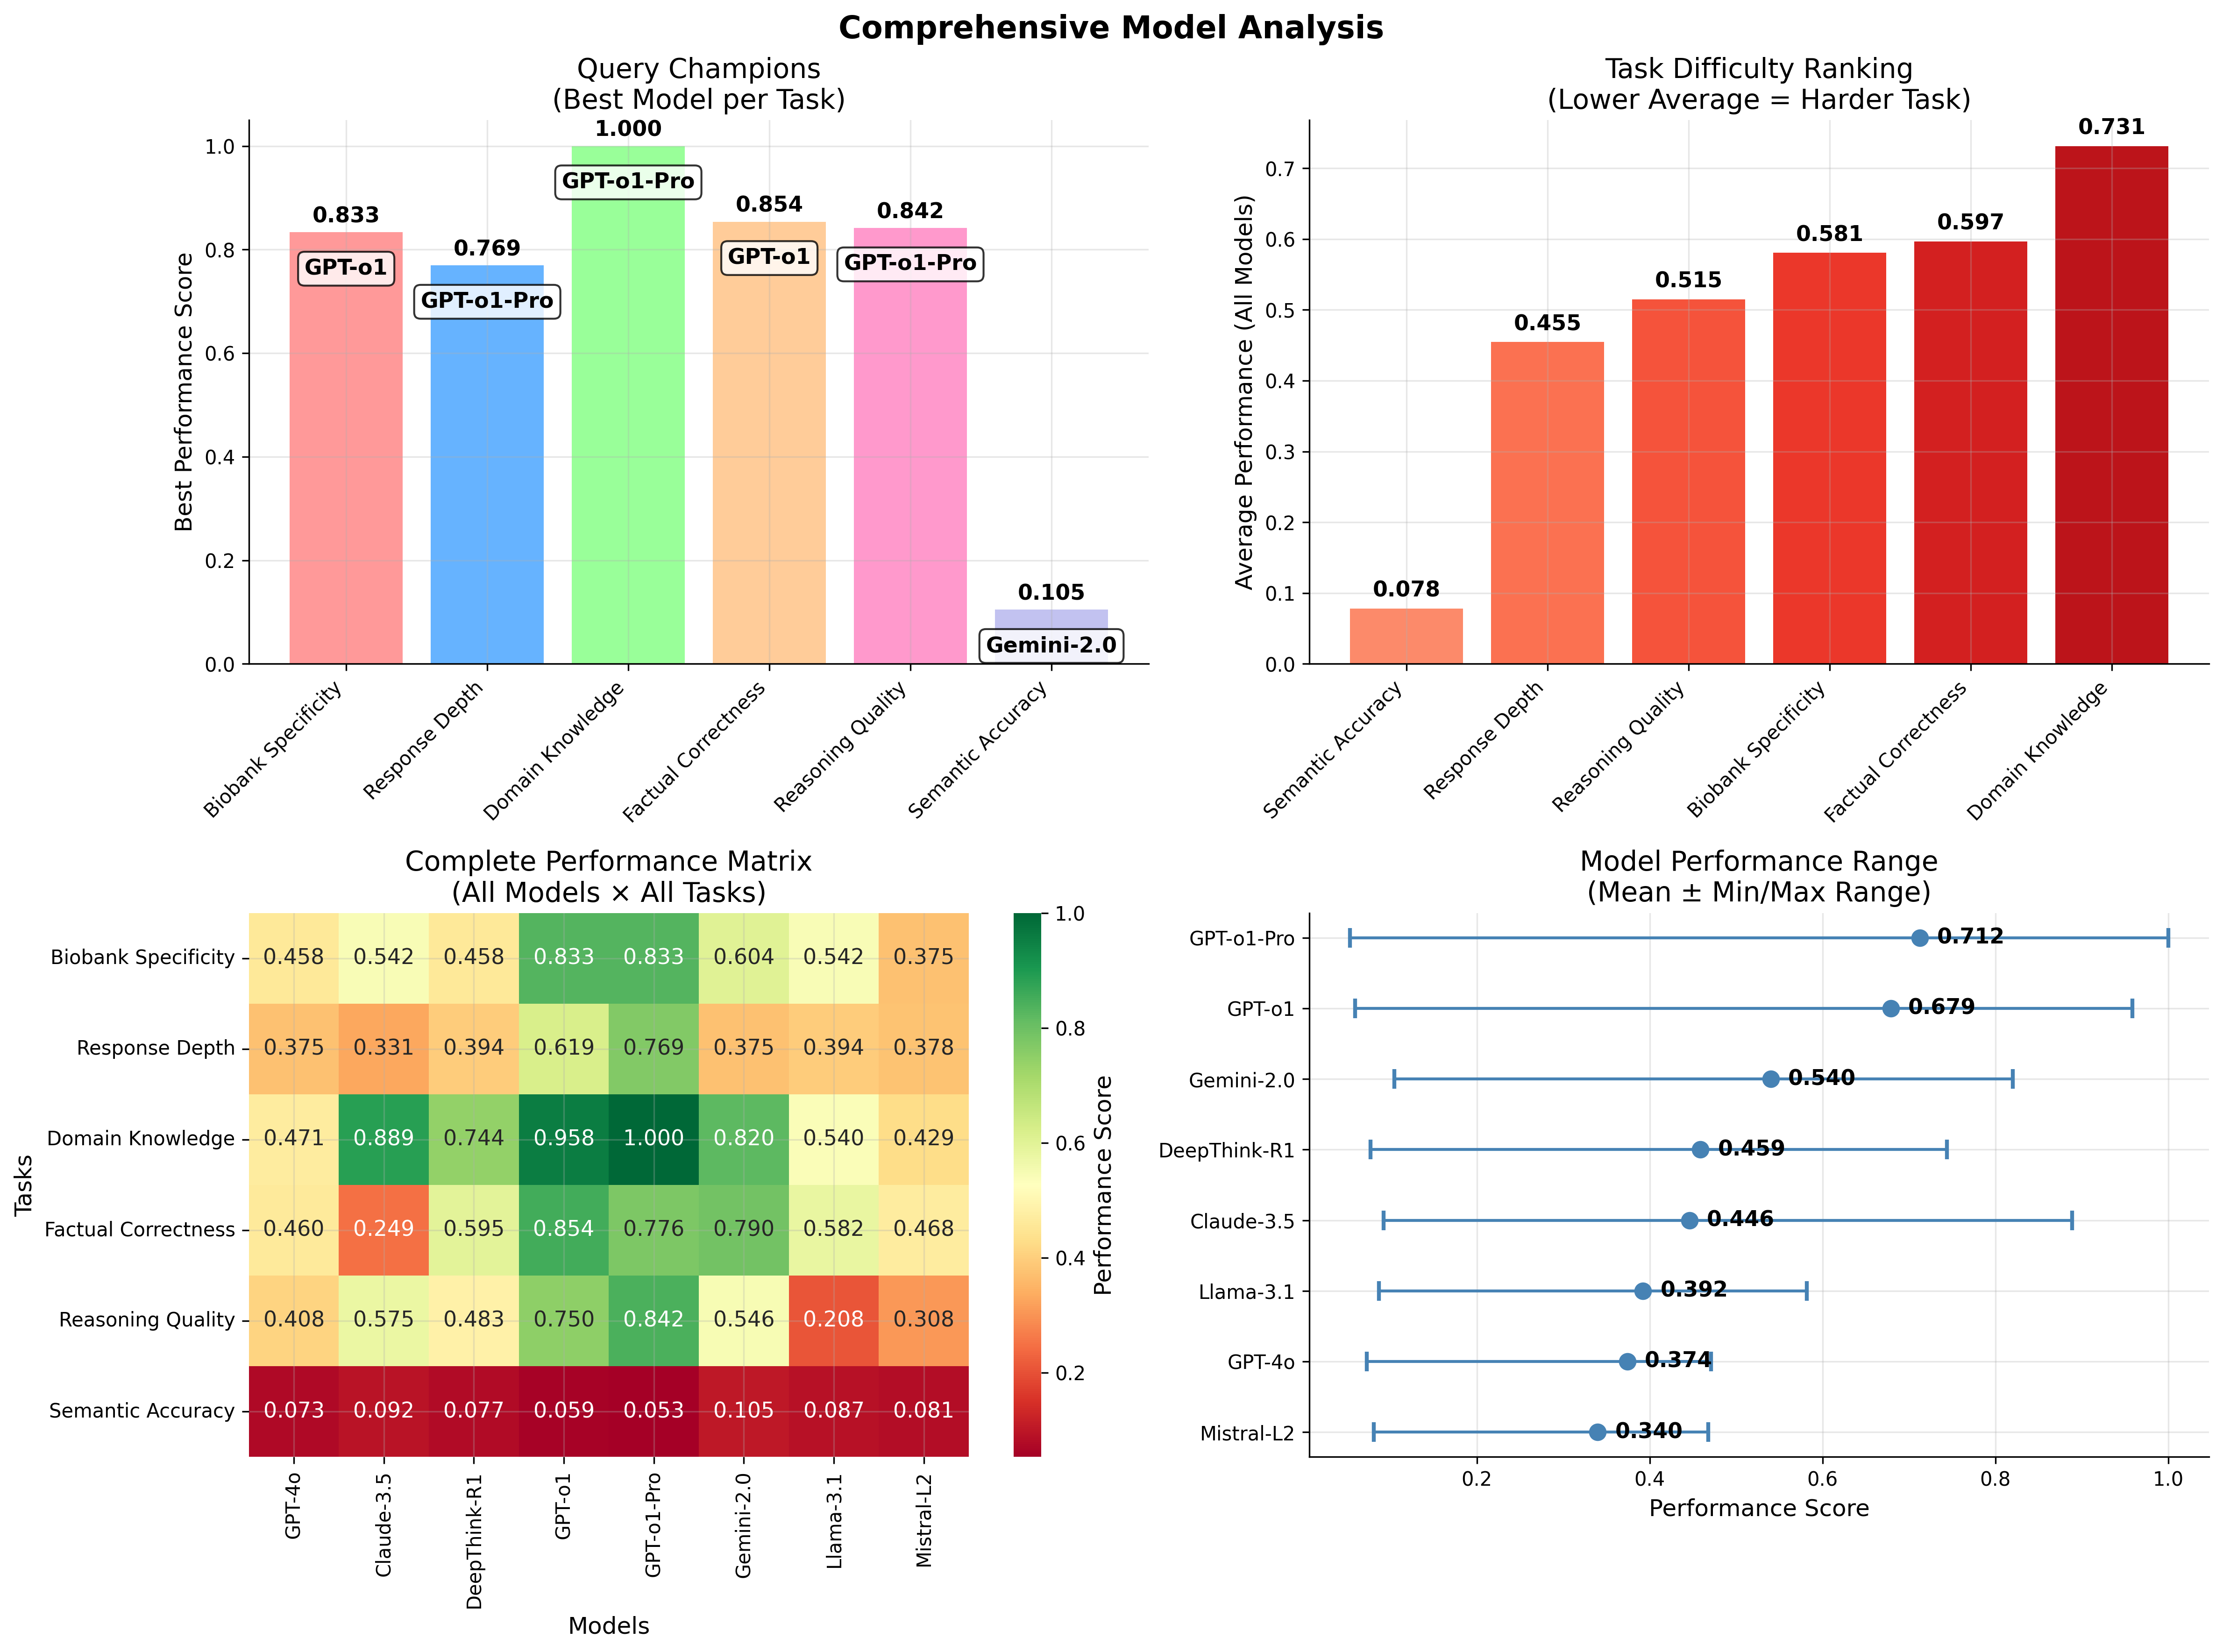 Comprehensive Model Analysis
Query Champions
(Best Model per Task)
Best Performance Score
1.0
0.8
0.6
0.4
0.2
0.0
0.833
GPT-o1
0.769
GPT-o1-Pro
1.000
GPT-o1-Pro
0.854
GPT-o1
0.842
GPT-o1-Pro
0.105
Gemini-2.0
Biobank Specificity
Response Depth
Domain Knowledge
Factual Correctness
Reasoning Quality
Semantic Accuracy
Task Difficulty Ranking
(Lower Average = Harder Task)
Average Performance (All Models)
0.7
0.6
0.5
0.4
0.3
0.2
0.1
0.0
0.078
0.455
0.515
0.581
0.597
0.731
Semantic Accuracy
Response Depth
Reasoning Quality
Biobank Specificity
Factual Correctness
Domain Knowledge
Complete Performance Matrix
(All Models × All Tasks)
Tasks
Biobank Specificity 0.458 0.542 0.458 0.833 0.833 0.604 0.542 0.375
Response Depth 0.375 0.331 0.394 0.619 0.769 0.375 0.394 0.378
Domain Knowledge 0.471 0.889 0.744 0.958 1.000 0.820 0.540 0.429
Factual Correctness 0.460 0.249 0.595 0.854 0.776 0.790 0.582 0.468
Reasoning Quality 0.408 0.575 0.483 0.750 0.842 0.546 0.208 0.308
Semantic Accuracy 0.073 0.092 0.077 0.059 0.053 0.105 0.087 0.081
GPT-4o
Claude-3.5
DeepThink-R1
GPT-o1
GPT-o1-Pro
Gemini-2.0
Llama-3.1
Mistral-L2
Models
1.0
0.8
0.6
0.4
0.2
Performance Score
Model Performance Range
(Mean ± Min/Max Range)
GPT-o1-Pro 0.712
GPT-o1 0.679
Gemini-2.0 0.540
DeepThink-R1 0.459
Claude-3.5 0.446
Llama-3.1 0.392
GPT-4o 0.374
Mistral-L2 0.340
0.2 0.4 0.6 0.8 1.0
Performance Score